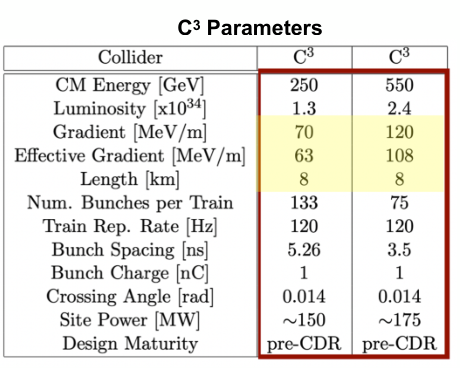 C³ Parameters
Collider C³ C³
CM Energy [GeV] 250 550
Luminosity [x10³⁴] 1.3 2.4
Gradient [MeV/m] 70 120
Effective Gradient [MeV/m] 63 108
Length [km] 8 8
Num. Bunches per Train 133 75
Train Rep. Rate [Hz] 120 120
Bunch Spacing [ns] 5.26 3.5
Bunch Charge [nC] 1 1
Crossing Angle [rad] 0.014 0.014
Site Power [MW] ~150 ~175
Design Maturity pre-CDR pre-CDR